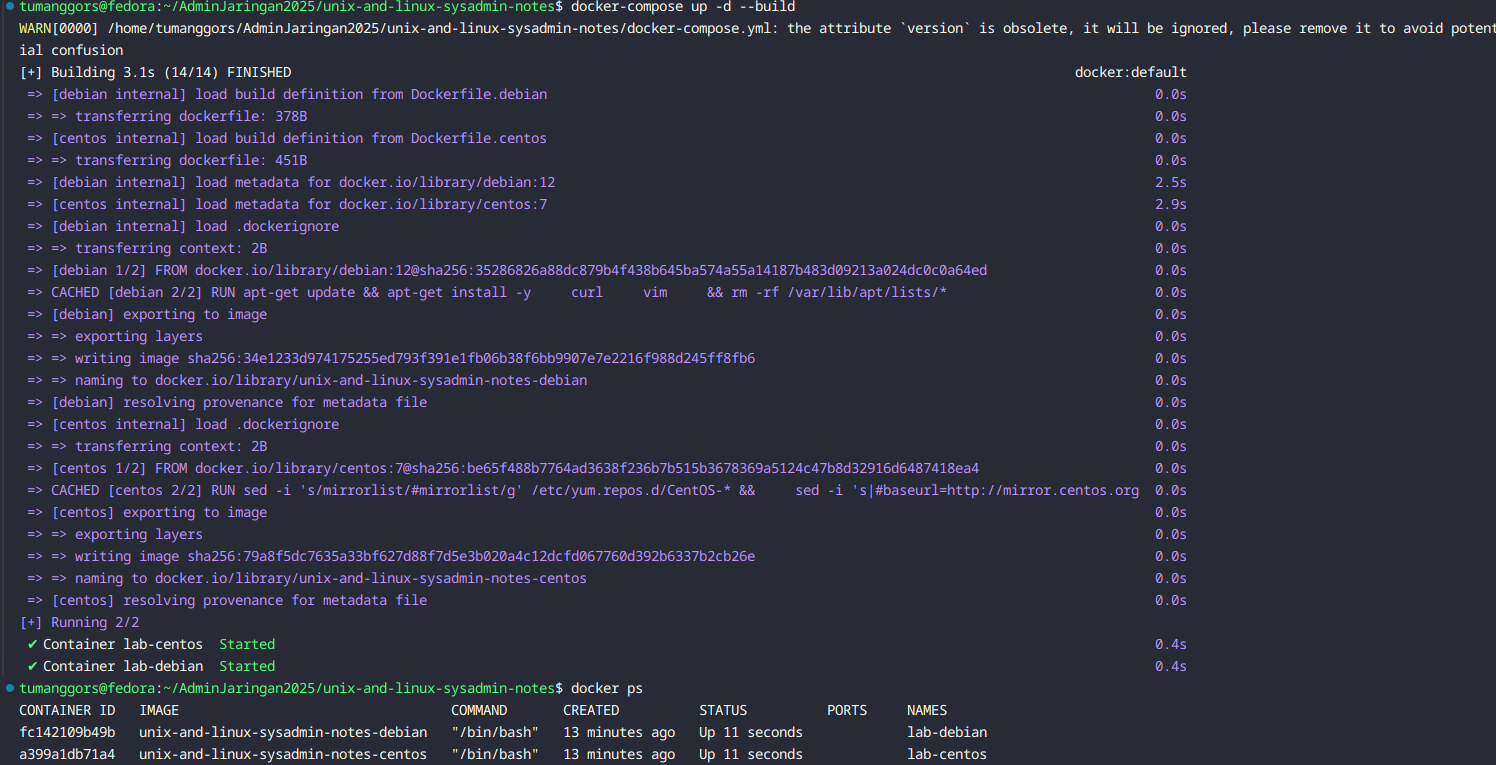 tumanggors@fedora:~/AdminJaringan2025/unix-and-linux-sysadmin-notes$ docker-compose up -d --build
WARN[0000] /home/tumanggors/AdminJaringan2025/unix-and-linux-sysadmin-notes/docker-compose.yml: the attribute `version` is obsolete, it will be ignored, please remove it to avoid potent
ial confusion
[+] Building 3.1s (14/14) FINISHED docker:default
=> [debian internal] load build definition from Dockerfile.debian 0.0s
=> => transferring dockerfile: 378B 0.0s
=> [centos internal] load build definition from Dockerfile.centos 0.0s
=> => transferring dockerfile: 451B 0.0s
=> [debian internal] load metadata for docker.io/library/debian:12 2.5s
=> [centos internal] load metadata for docker.io/library/centos:7 2.9s
=> [debian internal] load .dockerignore 0.0s
=> => transferring context: 2B 0.0s
=> [debian 1/2] FROM docker.io/library/debian:12@sha256:35286826a88dc879b4f438b645ba574a55a14187b483d09213a024dc0c0a64ed 0.0s
=> CACHED [debian 2/2] RUN apt-get update && apt-get install -y     curl     vim     && rm -rf /var/lib/apt/lists/* 0.0s
=> [debian] exporting to image 0.0s
=> => exporting layers 0.0s
=> => writing image sha256:34e1233d974175255ed793f391e1fb06b38f6bb9907e7e2216f988d245ff8fb6 0.0s
=> => naming to docker.io/library/unix-and-linux-sysadmin-notes-debian 0.0s
=> [debian] resolving provenance for metadata file 0.0s
=> [centos internal] load .dockerignore 0.0s
=> => transferring context: 2B 0.0s
=> [centos 1/2] FROM docker.io/library/centos:7@sha256:be65f488b7764ad3638f236b7b515b3678369a5124c47b8d32916d6487418ea4 0.0s
=> CACHED [centos 2/2] RUN sed -i 's/mirrorlist/#mirrorlist/g' /etc/yum.repos.d/CentOS-* &&     sed -i 's|#baseurl=http://mirror.centos.org 0.0s
=> [centos] exporting to image 0.0s
=> => exporting layers 0.0s
=> => writing image sha256:79a8f5dc7635a33bf627d88f7d5e3b020a4c12dcfd067760d392b6337b2cb26e 0.0s
=> => naming to docker.io/library/unix-and-linux-sysadmin-notes-centos 0.0s
=> [centos] resolving provenance for metadata file 0.0s
[+] Running 2/2
✔ Container lab-centos Started 0.4s
✔ Container lab-debian Started 0.4s
tumanggors@fedora:~/AdminJaringan2025/unix-and-linux-sysadmin-notes$ docker ps
CONTAINER ID IMAGE COMMAND CREATED STATUS PORTS NAMES
fc142109b49b unix-and-linux-sysadmin-notes-debian "/bin/bash" 13 minutes ago Up 11 seconds lab-debian
a399a1db71a4 unix-and-linux-sysadmin-notes-centos "/bin/bash" 13 minutes ago Up 11 seconds lab-centos